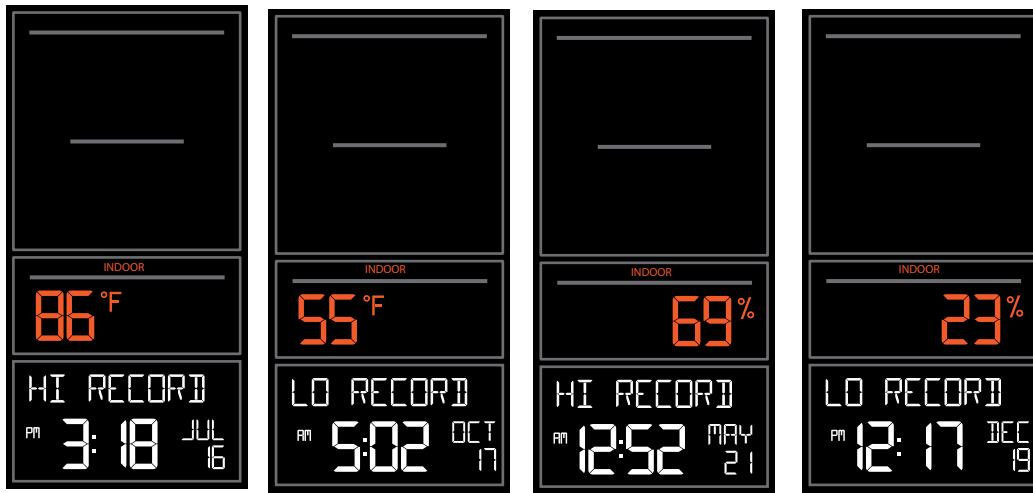 INDOOR
86 °F
HI RECORD
PM 3:18 JUL 16
INDOOR
55 °F
LO RECORD
AM 5:02 OCT 17
INDOOR
69 %
HI RECORD
AM 12:52 MAY 21
INDOOR
23 %
LO RECORD
PM 12:17 DEC 19